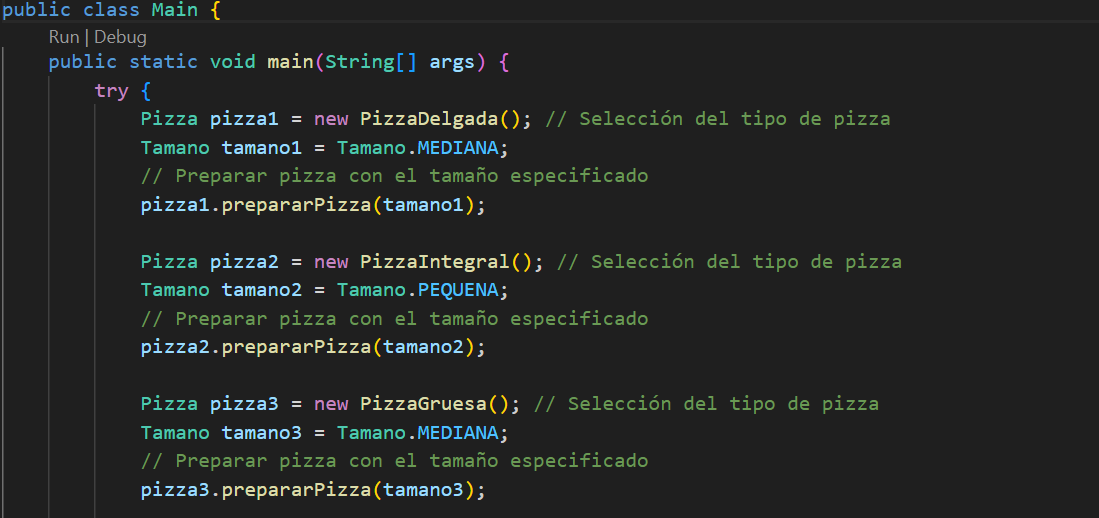 public class Main {
Run | Debug
public static void main(String[] args) {
try {
Pizza pizza1 = new PizzaDelgada(); // Selección del tipo de pizza
Tamano tamano1 = Tamano.MEDIANA;
// Preparar pizza con el tamaño especificado
pizza1.prepararPizza(tamano1);
Pizza pizza2 = new PizzaIntegral(); // Selección del tipo de pizza
Tamano tamano2 = Tamano.PEQUENA;
// Preparar pizza con el tamaño especificado
pizza2.prepararPizza(tamano2);
Pizza pizza3 = new PizzaGruesa(); // Selección del tipo de pizza
Tamano tamano3 = Tamano.MEDIANA;
// Preparar pizza con el tamaño especificado
pizza3.prepararPizza(tamano3);